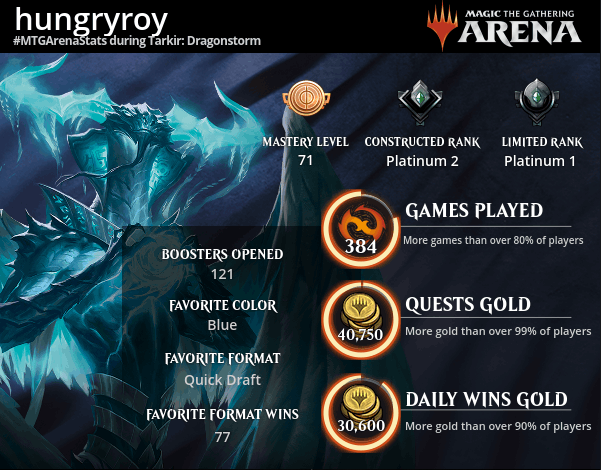 hungryroy
#MTGArenaStats during Tarkir: Dragonstorm
MAGIC THE GATHERING
ARENA
MASTERY LEVEL
71
CONSTRUCTED RANK
Platinum 2
LIMITED RANK
Platinum 1
BOOSTERS OPENED
121
FAVORITE COLOR
Blue
FAVORITE FORMAT
Quick Draft
FAVORITE FORMAT WINS
77
384
GAMES PLAYED
More games than over 80% of players
40,750
QUESTS GOLD
More gold than over 99% of players
30,600
DAILY WINS GOLD
More gold than over 90% of players